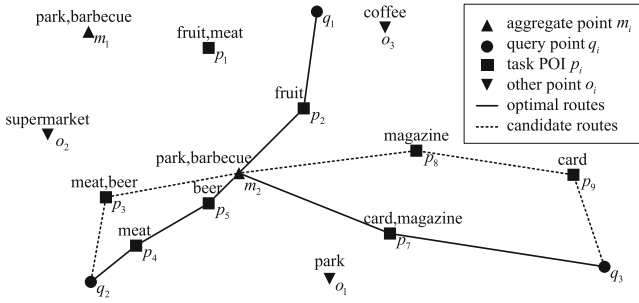 park,barbecue
m1
fruit,meat
p1
q1
coffee
o3
aggregate point mi
query point qi
task POI pi
other point oi
optimal routes
candidate routes
supermarket
o2
fruit
p2
park,barbecue
m2
magazine
p8
card
p9
meat,beer
p3
beer
p5
meat
p4
card,magazine
p7
q2
park
o1
q3